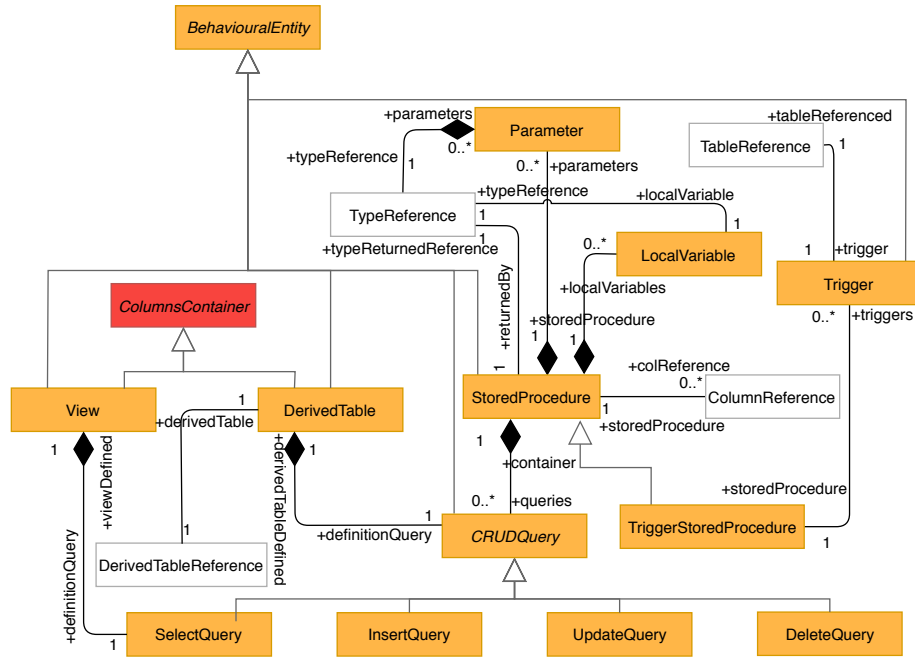 BehaviouralEntity
+parameters
+tableReferenced
Parameter
0..*
0..*
+parameters
TableReference
1
+typeReference
1
+typeReference
+localVariable
TypeReference
1
1
+typeReturnedReference
1
0..*
LocalVariable
1
+trigger
+localVariables
Trigger
ColumnsContainer
0..*
+triggers
+returnedBy
+storedProcedure
1
1
+colReference
1
0..*
View
1
DerivedTable
StoredProcedure
ColumnReference
+derivedTable
1
+storedProcedure
1
+viewDefined
+derivedTableDefined
1
1
+container
+storedProcedure
0..*
+queries
1
+definitionQuery
1
CRUDQuery
TriggerStoredProcedure
1
DerivedTableReference
+definitionQuery
1
SelectQuery
InsertQuery
UpdateQuery
DeleteQuery